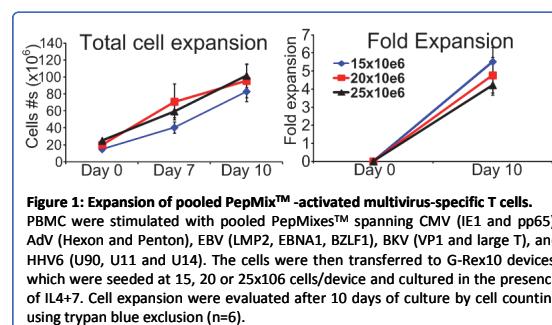 Total cell expansion
Cells #s (x10⁶)
140
120
100
80
60
40
20
0
Day 0 Day 7 Day 10
Fold Expansion
Fold expansion
7
6
5
4
3
2
1
0
15x10e6
20x10e6
25x10e6
Day 0 Day 10
Figure 1: Expansion of pooled PepMix™ -activated multivirus-specific T cells.
PBMC were stimulated with pooled PepMixes™ spanning CMV (IE1 and pp65)
AdV (Hexon and Penton), EBV (LMP2, EBNA1, BZLF1), BKV (VP1 and large T), an
HHV6 (U90, U11 and U14). The cells were then transferred to G-Rex10 devices
which were seeded at 15, 20 or 25x106 cells/device and cultured in the presenc
of IL4+7. Cell expansion were evaluated after 10 days of culture by cell countin
using trypan blue exclusion (n=6).